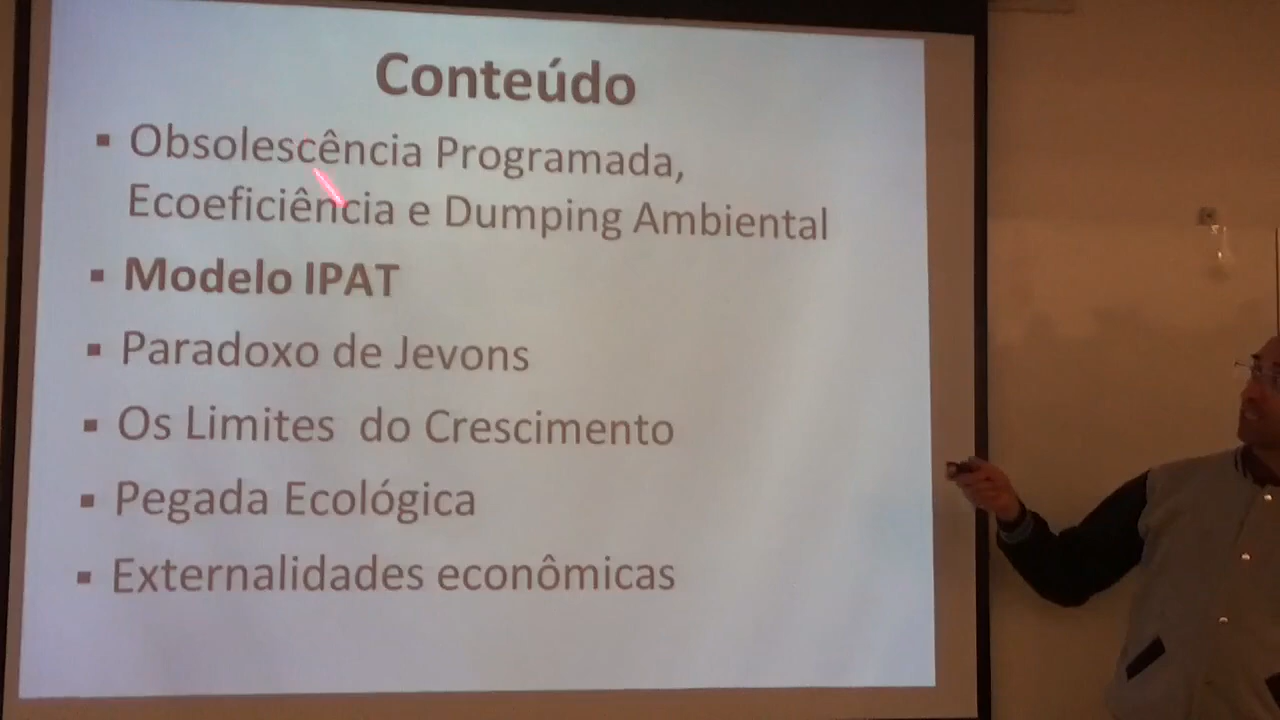 Conteúdo
▪ Obsolescência Programada,
Ecoeficiência e Dumping Ambiental
▪ Modelo IPAT
▪ Paradoxo de Jevons
▪ Os Limites do Crescimento
▪ Pegada Ecológica
▪ Externalidades econômicas